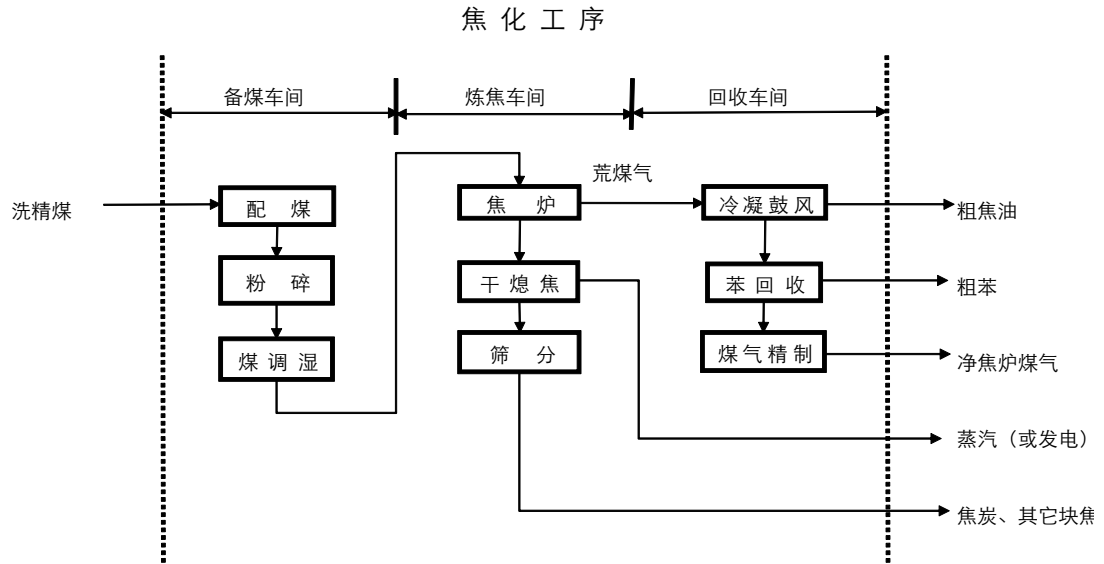 焦 化 工 序
备煤车间 炼焦车间 回收车间
荒煤气
洗精煤 配 煤 焦 炉 冷凝鼓风 粗焦油
粉 碎 干熄焦 苯回收 粗苯
煤调湿 筛 分 煤气精制 净焦炉煤气
蒸汽（或发电）
焦炭、其它块焦